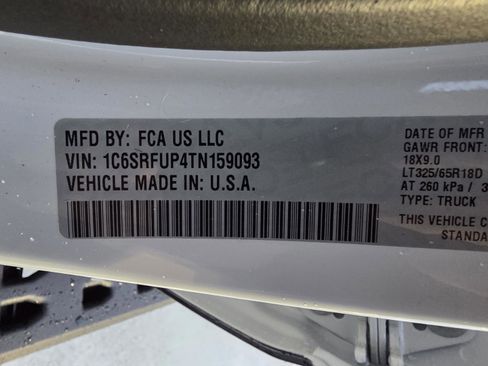 MFD BY: FCA US LLC
VIN: 1C6SRFUP4TN159093
VEHICLE MADE IN: U.S.A.
DATE OF MFR
GAWR FRONT:
18X9.0
LT325/65R18D
AT 260 kPa / 3
TYPE: TRUCK
THIS VEHICLE C
STANDA